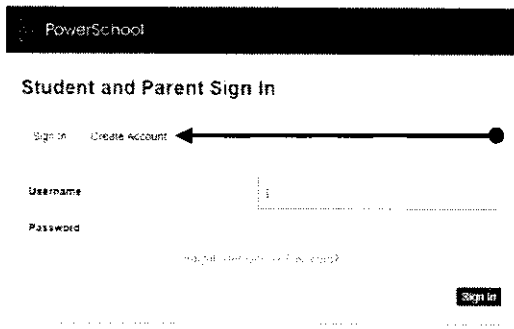 PowerSchool
Student and Parent Sign In
Sign In Create Account
Username
Password
Sign In